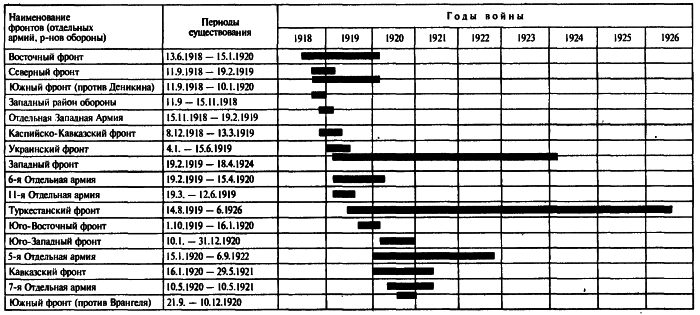 Наименование
фронтов (отдельных
армий, р-нов обороны)
Периоды
существования
Годы войны
1918 1919 1920 1921 1922 1923 1924 1925 1926
Восточный фронт 13.6.1918 — 15.1.1920
Северный фронт 11.9.1918 — 19.2.1919
Южный фронт (против Деникина) 11.9.1918 — 10.1.1920
Западный район обороны 11.9 — 15.11.1918
Отдельная Западная Армия 15.11.1918 — 19.2.1919
Каспийско-Кавказский фронт 8.12.1918 — 13.3.1919
Украинский фронт 4.1. — 15.6.1919
Западный фронт 19.2.1919 — 18.4.1924
6-я Отдельная армия 19.2.1919 — 15.4.1920
11-я Отдельная армия 19.3. — 12.6.1919
Туркестанский фронт 14.8.1919 — 6.1926
Юго-Восточный фронт 1.10.1919 — 16.1.1920
Юго-Западный фронт 10.1. — 31.12.1920
5-я Отдельная армия 15.1.1920 — 6.9.1922
Кавказский фронт 16.1.1920 — 29.5.1921
7-я Отдельная армия 10.5.1920 — 10.5.1921
Южный фронт (против Врангеля) 21.9. — 10.12.1920